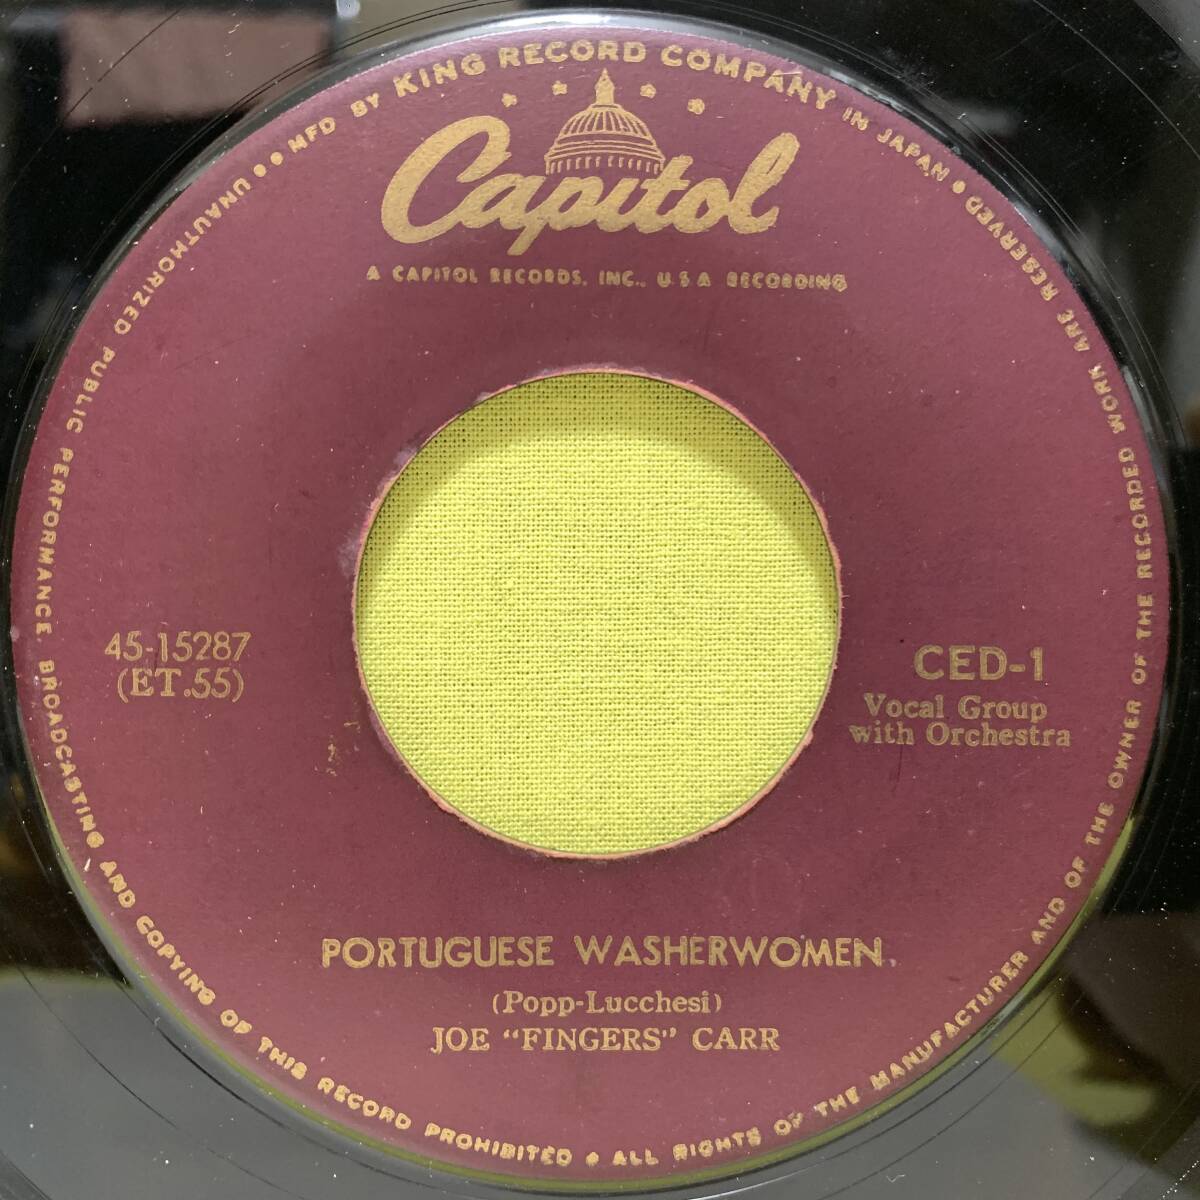 ● MFD BY KING RECORD COMPANY IN JAPAN ●
Capitol
A CAPITOL RECORDS, INC., U.S.A RECORDING
45-15287
(ET.55)
CED-1
Vocal Group
with Orchestra
PORTUGUESE WASHERWOMEN
(Popp-Lucchesi)
JOE “FINGERS” CARR
UNAUTHORIZED PUBLIC PERFORMANCE, BROADCASTING AND COPYING OF THIS RECORD PROHIBITED ● ALL RIGHTS OF THE MANUFACTURER AND OF THE OWNER OF THE RECORDED WORK ARE RESERVED